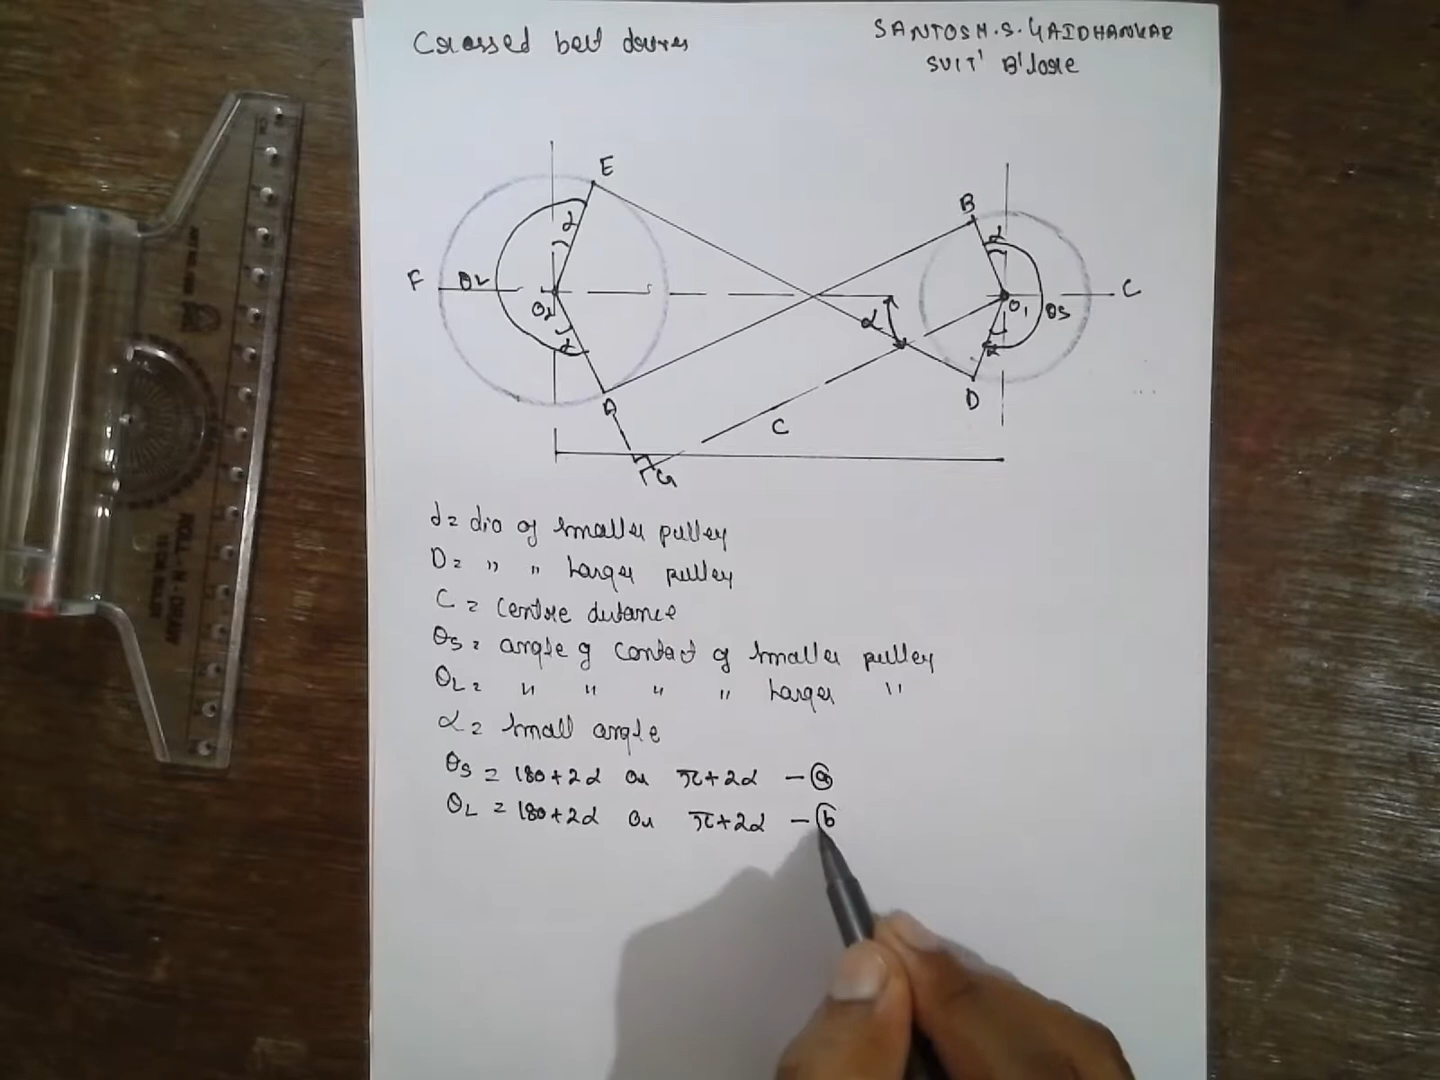 Crossed belt drives
SANTOSH.S.GAIDHANKAR
SVIT' B'lore
E
B
α
α
F
θL
C
O2
O1
θS
α
α
α
A
D
C
G
d = dia of smaller pulley
D = " " Larger pulley
C = Centre distance
θS = angle of contact of smaller pulley
θL = " " " " Larger "
α = small angle
θS = 180+2α or π+2α - a
θL = 180+2α or π+2α - b